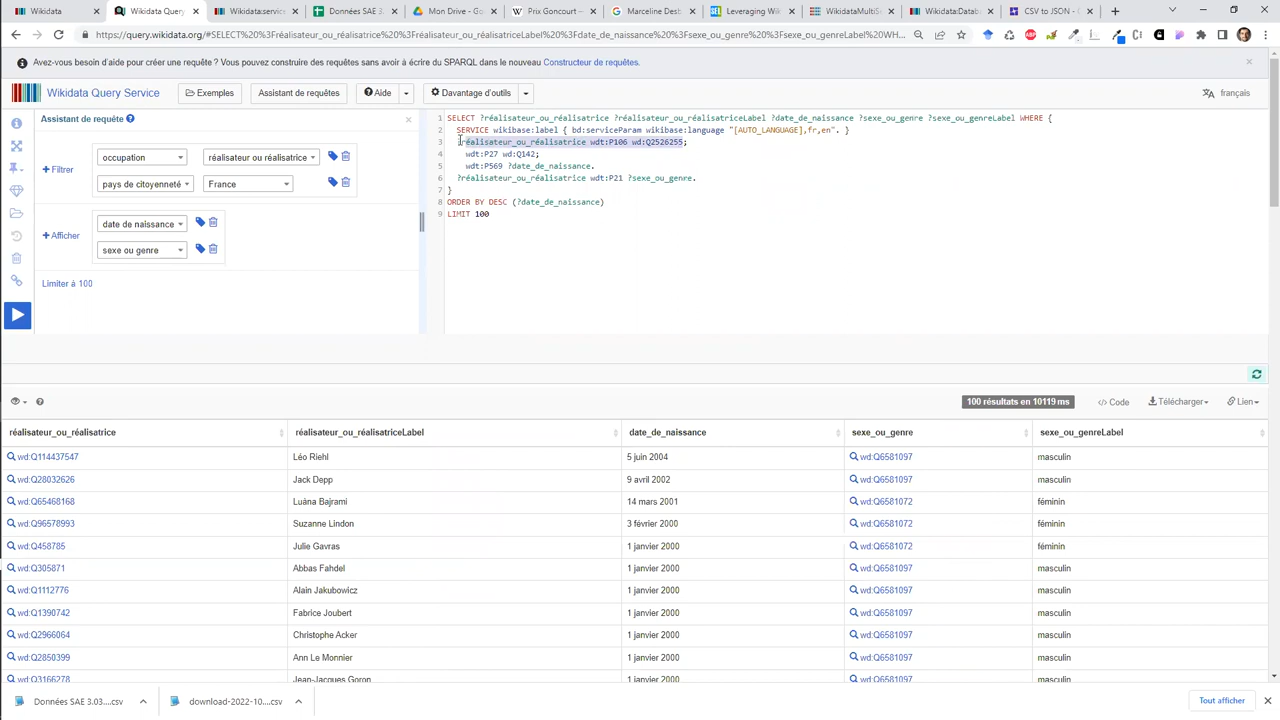 Wikidata
Wikidata Query
Wikidata:servic
Données SAE 3.
Mon Drive - Go
Prix Goncourt —
Marceline Desb
Leveraging Wik
WikidataMultiS
Wikidata:Datab
CSV to JSON - C
https://query.wikidata.org/#SELECT%20%3Fréalisateur_ou_réalisatrice%20%3Fréalisateur_ou_réalisatriceLabel%20%3Fdate_de_naissance%20%3Fsexe_ou_genre%20%3Fsexe_ou_genreLabel%20WH...
Avez-vous besoin d'aide pour créer une requête ? Vous pouvez construire des requêtes sans avoir à écrire du SPARQL dans le nouveau Constructeur de requêtes.
Wikidata Query Service
Exemples
Assistant de requêtes
Aide
Davantage d'outils
français
Assistant de requête
Filtrer
occupation
réalisateur ou réalisatrice
pays de citoyenneté
France
Afficher
date de naissance
sexe ou genre
Limiter à 100
1 SELECT ?réalisateur_ou_réalisatrice ?réalisateur_ou_réalisatriceLabel ?date_de_naissance ?sexe_ou_genre ?sexe_ou_genreLabel WHERE {
2 SERVICE wikibase:label { bd:serviceParam wikibase:language "[AUTO_LANGUAGE],fr,en". }
3 ?réalisateur_ou_réalisatrice wdt:P106 wd:Q2526255;
4 wdt:P27 wd:Q142;
5 wdt:P569 ?date_de_naissance.
6 ?réalisateur_ou_réalisatrice wdt:P21 ?sexe_ou_genre.
7 }
8 ORDER BY DESC (?date_de_naissance)
9 LIMIT 100
100 résultats en 10119 ms
</> Code
Télécharger
Lien
réalisateur_ou_réalisatrice réalisateur_ou_réalisatriceLabel date_de_naissance sexe_ou_genre sexe_ou_genreLabel
wd:Q114437547 Léo Riehl 5 juin 2004 wd:Q6581097 masculin
wd:Q28032626 Jack Depp 9 avril 2002 wd:Q6581097 masculin
wd:Q65468168 Luàna Bajrami 14 mars 2001 wd:Q6581072 féminin
wd:Q96578993 Suzanne Lindon 3 février 2000 wd:Q6581072 féminin
wd:Q458785 Julie Gavras 1 janvier 2000 wd:Q6581072 féminin
wd:Q305871 Abbas Fahdel 1 janvier 2000 wd:Q6581097 masculin
wd:Q1112776 Alain Jakubowicz 1 janvier 2000 wd:Q6581097 masculin
wd:Q1390742 Fabrice Joubert 1 janvier 2000 wd:Q6581097 masculin
wd:Q2966064 Christophe Acker 1 janvier 2000 wd:Q6581097 masculin
wd:Q2850399 Ann Le Monnier 1 janvier 2000 wd:Q6581097 masculin
wd:Q3166278 Jean-Jacques Goron 1 janvier 2000 wd:Q6581097 masculin
Données SAE 3.03....csv
download-2022-10....csv
Tout afficher